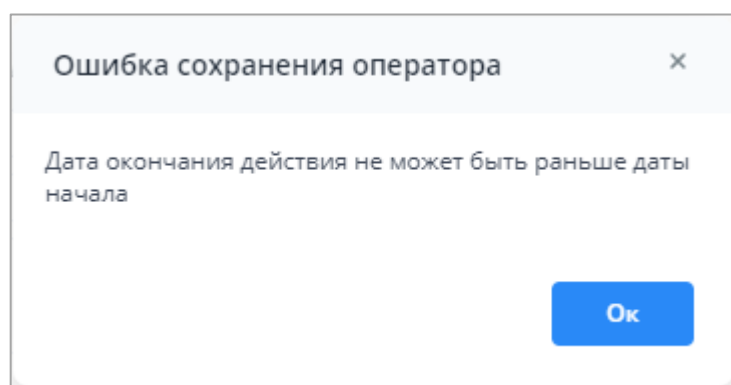 Ошибка сохранения оператора
Дата окончания действия не может быть раньше даты
начала
Ок